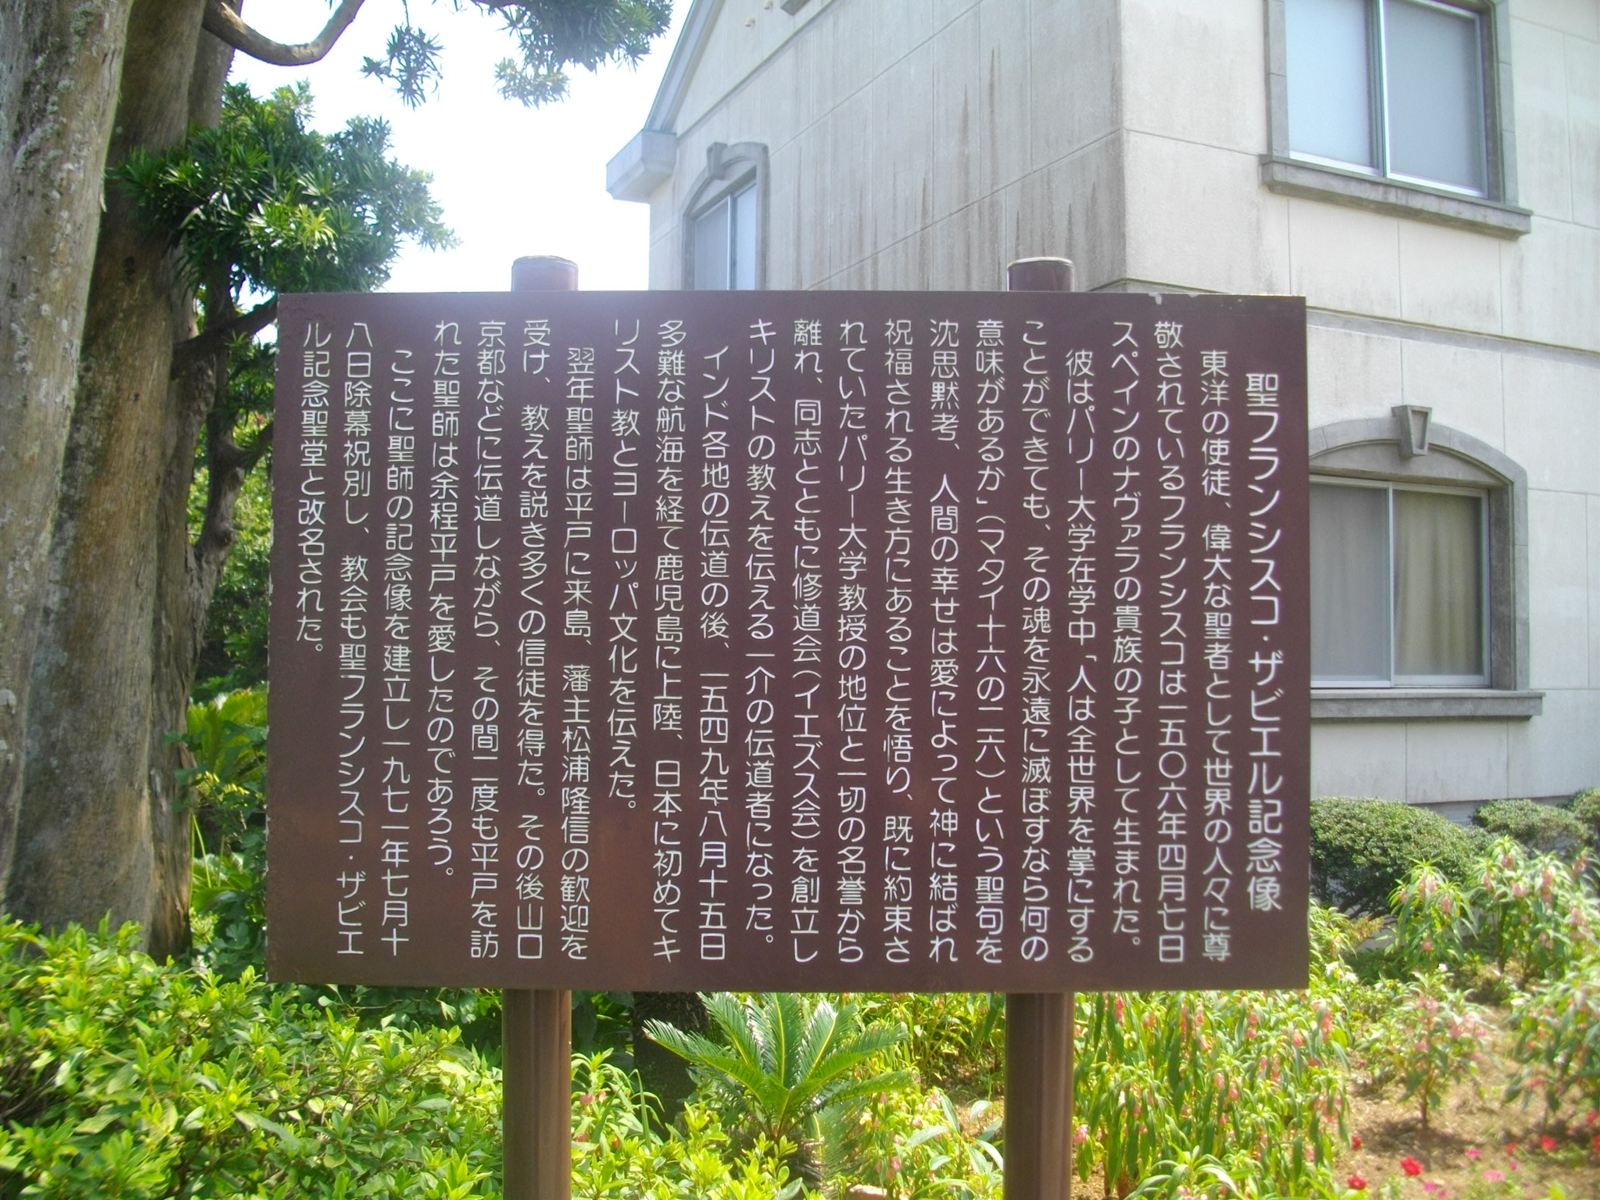 聖フランシスコ・ザビエル記念像
東洋の使徒、偉大な聖者として世界の人々に尊
敬されているフランシスコは一五〇六年四月七日
スペインのナヴァラの貴族の子として生まれた。
彼はパリー大学在学中「人は全世界を掌にする
ことができても、その魂を永遠に滅ぼすなら何の
意味があるか」（マタイ十六の二六）という聖句を
沈思黙考、人間の幸せは愛によって神に結ばれ
祝福される生き方にあることを悟り、既に約束さ
れていたパリー大学教授の地位と一切の名誉から
離れ、同志とともに修道会（イエズス会）を創立し
キリストの教えを伝える一介の伝道者になった。
インド各地の伝道の後、一五四九年八月十五日
多難な航海を経て鹿児島に上陸、日本に初めてキ
リスト教とヨーロッパ文化を伝えた。
翌年聖師は平戸に来島、藩主松浦隆信の歓迎を
受け、教えを説き多くの信徒を得た。その後山口
京都などに伝道しながら、その間二度も平戸を訪
れた聖師は余程平戸を愛したのであろう。
ここに聖師の記念像を建立し一九七一年七月十
八日除幕祝別し、教会も聖フランシスコ・ザビエ
ル記念聖堂と改名された。